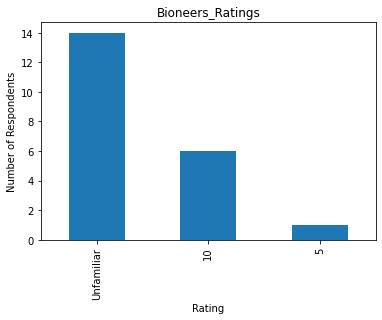 Bioneers_Ratings
Number of Respondents
14
12
10
8
6
4
2
0
Unfamiliar
10
5
Rating